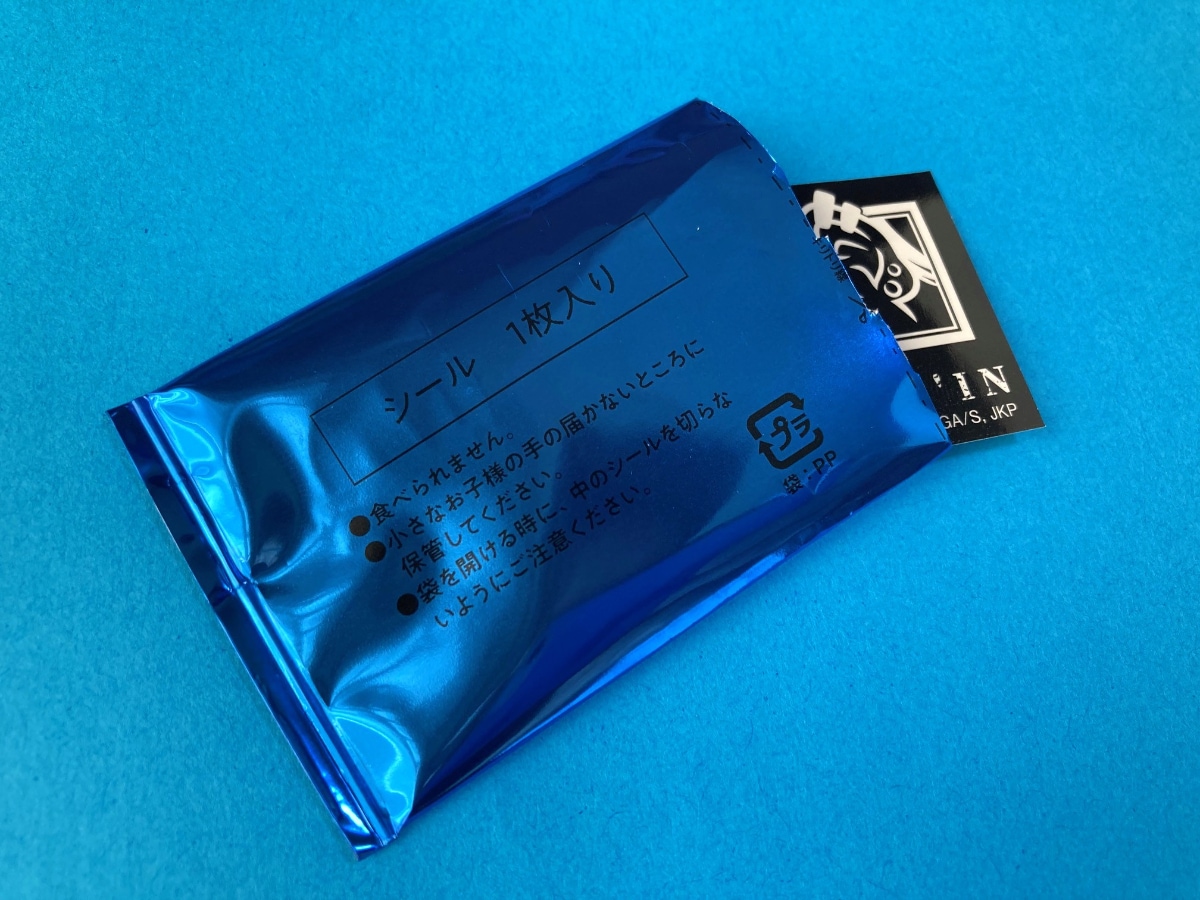 シール　1枚入り
●食べられません。
●小さなお子様の手の届かないところに
保管してください。
●袋を開ける時に、中のシールを切らな
いようにご注意ください。
プラ
袋：PP
'IN
GA/S, JKP